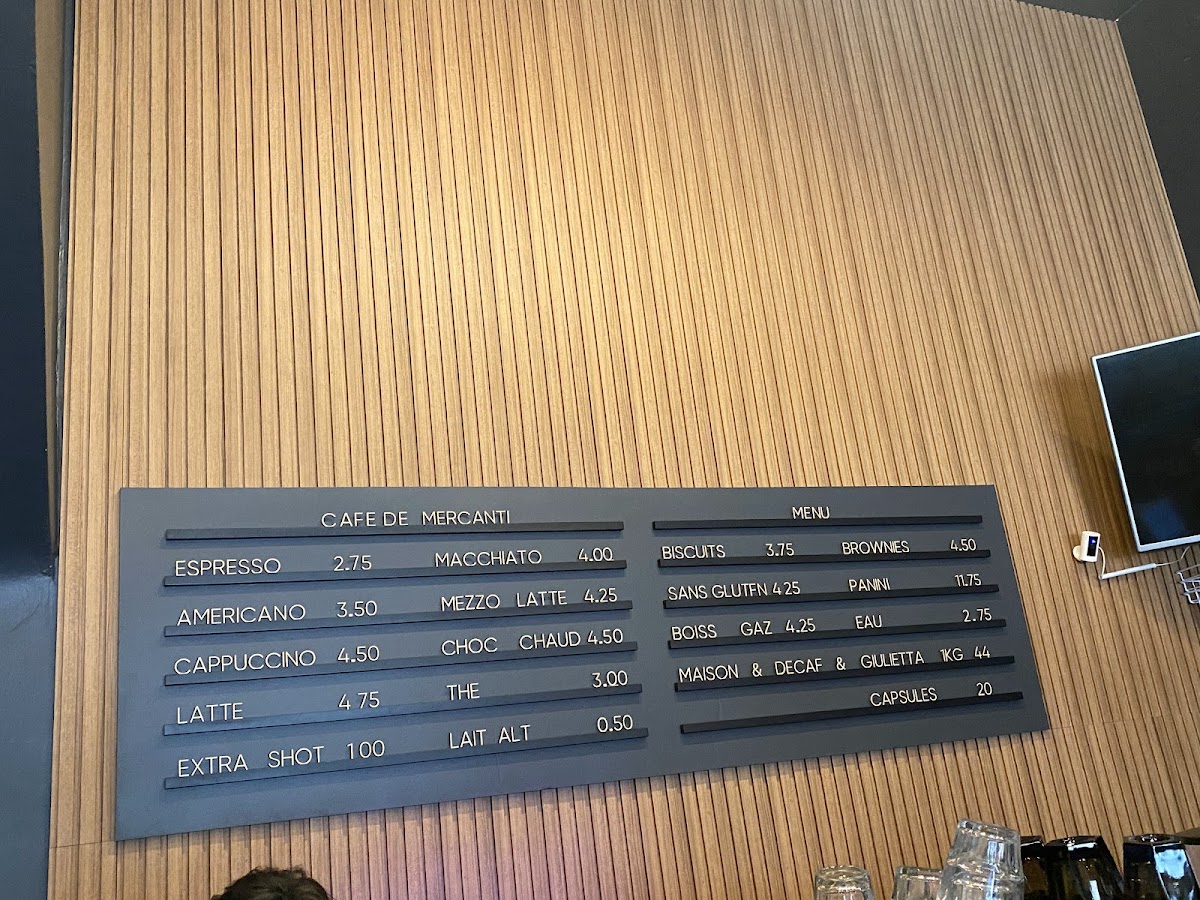 CAFE DE MERCANTI
ESPRESSO 2.75 MACCHIATO 4.00
AMERICANO 3.50 MEZZO LATTE 4.25
CAPPUCCINO 4.50 CHOC CHAUD 4.50
LATTE 4 75 THE 3.00
EXTRA SHOT 1 00 LAIT ALT 0.50
MENU
BISCUITS 3.75 BROWNIES 4.50
SANS GLUTFN 4 25 PANINI 11.75
BOISS GAZ 4.25 EAU 2.75
MAISON & DECAF & GIULIETTA 1KG 44
CAPSULES 20